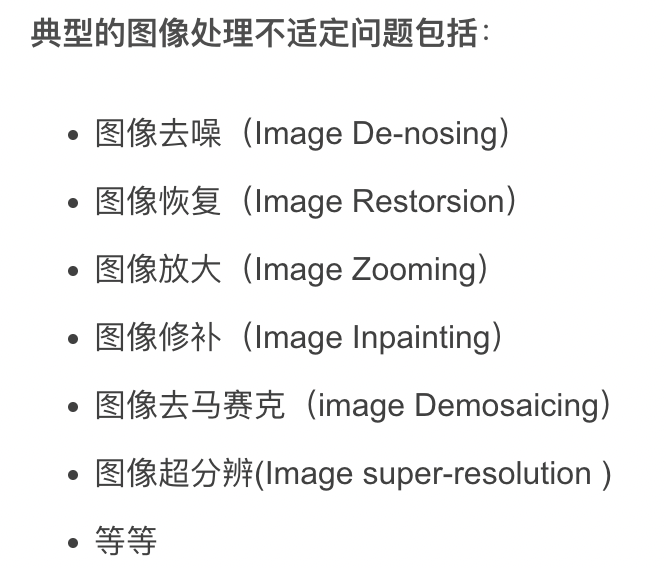 典型的图像处理不适定问题包括：
• 图像去噪（Image De-nosing）
• 图像恢复（Image Restorsion）
• 图像放大（Image Zooming）
• 图像修补（Image Inpainting）
• 图像去马赛克（image Demosaicing）
• 图像超分辨(Image super-resolution )
• 等等